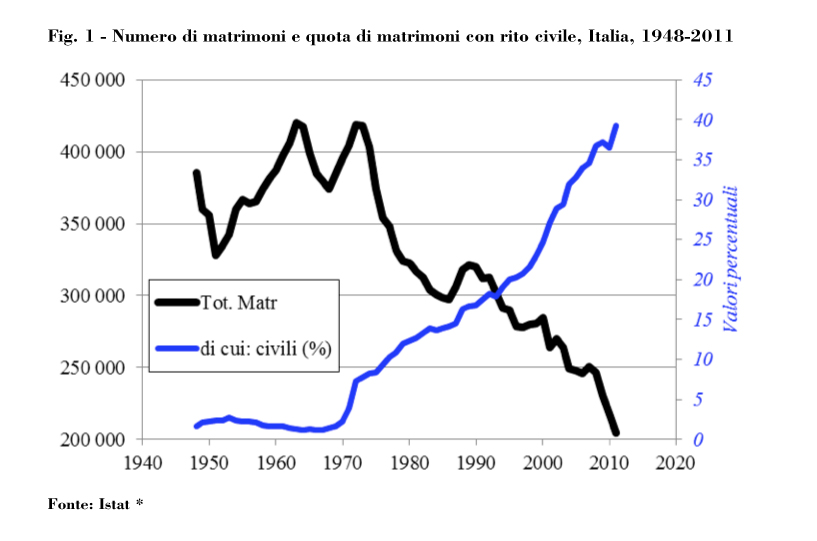 Fig. 1 - Numero di matrimoni e quota di matrimoni con rito civile, Italia, 1948-2011
450 000
400 000
350 000
300 000
250 000
200 000
Tot. Matr
di cui: civili (%)
45
40
35
30
25
20
15
10
5
0
Valori percentuali
1940 1950 1960 1970 1980 1990 2000 2010 2020
Fonte: Istat *